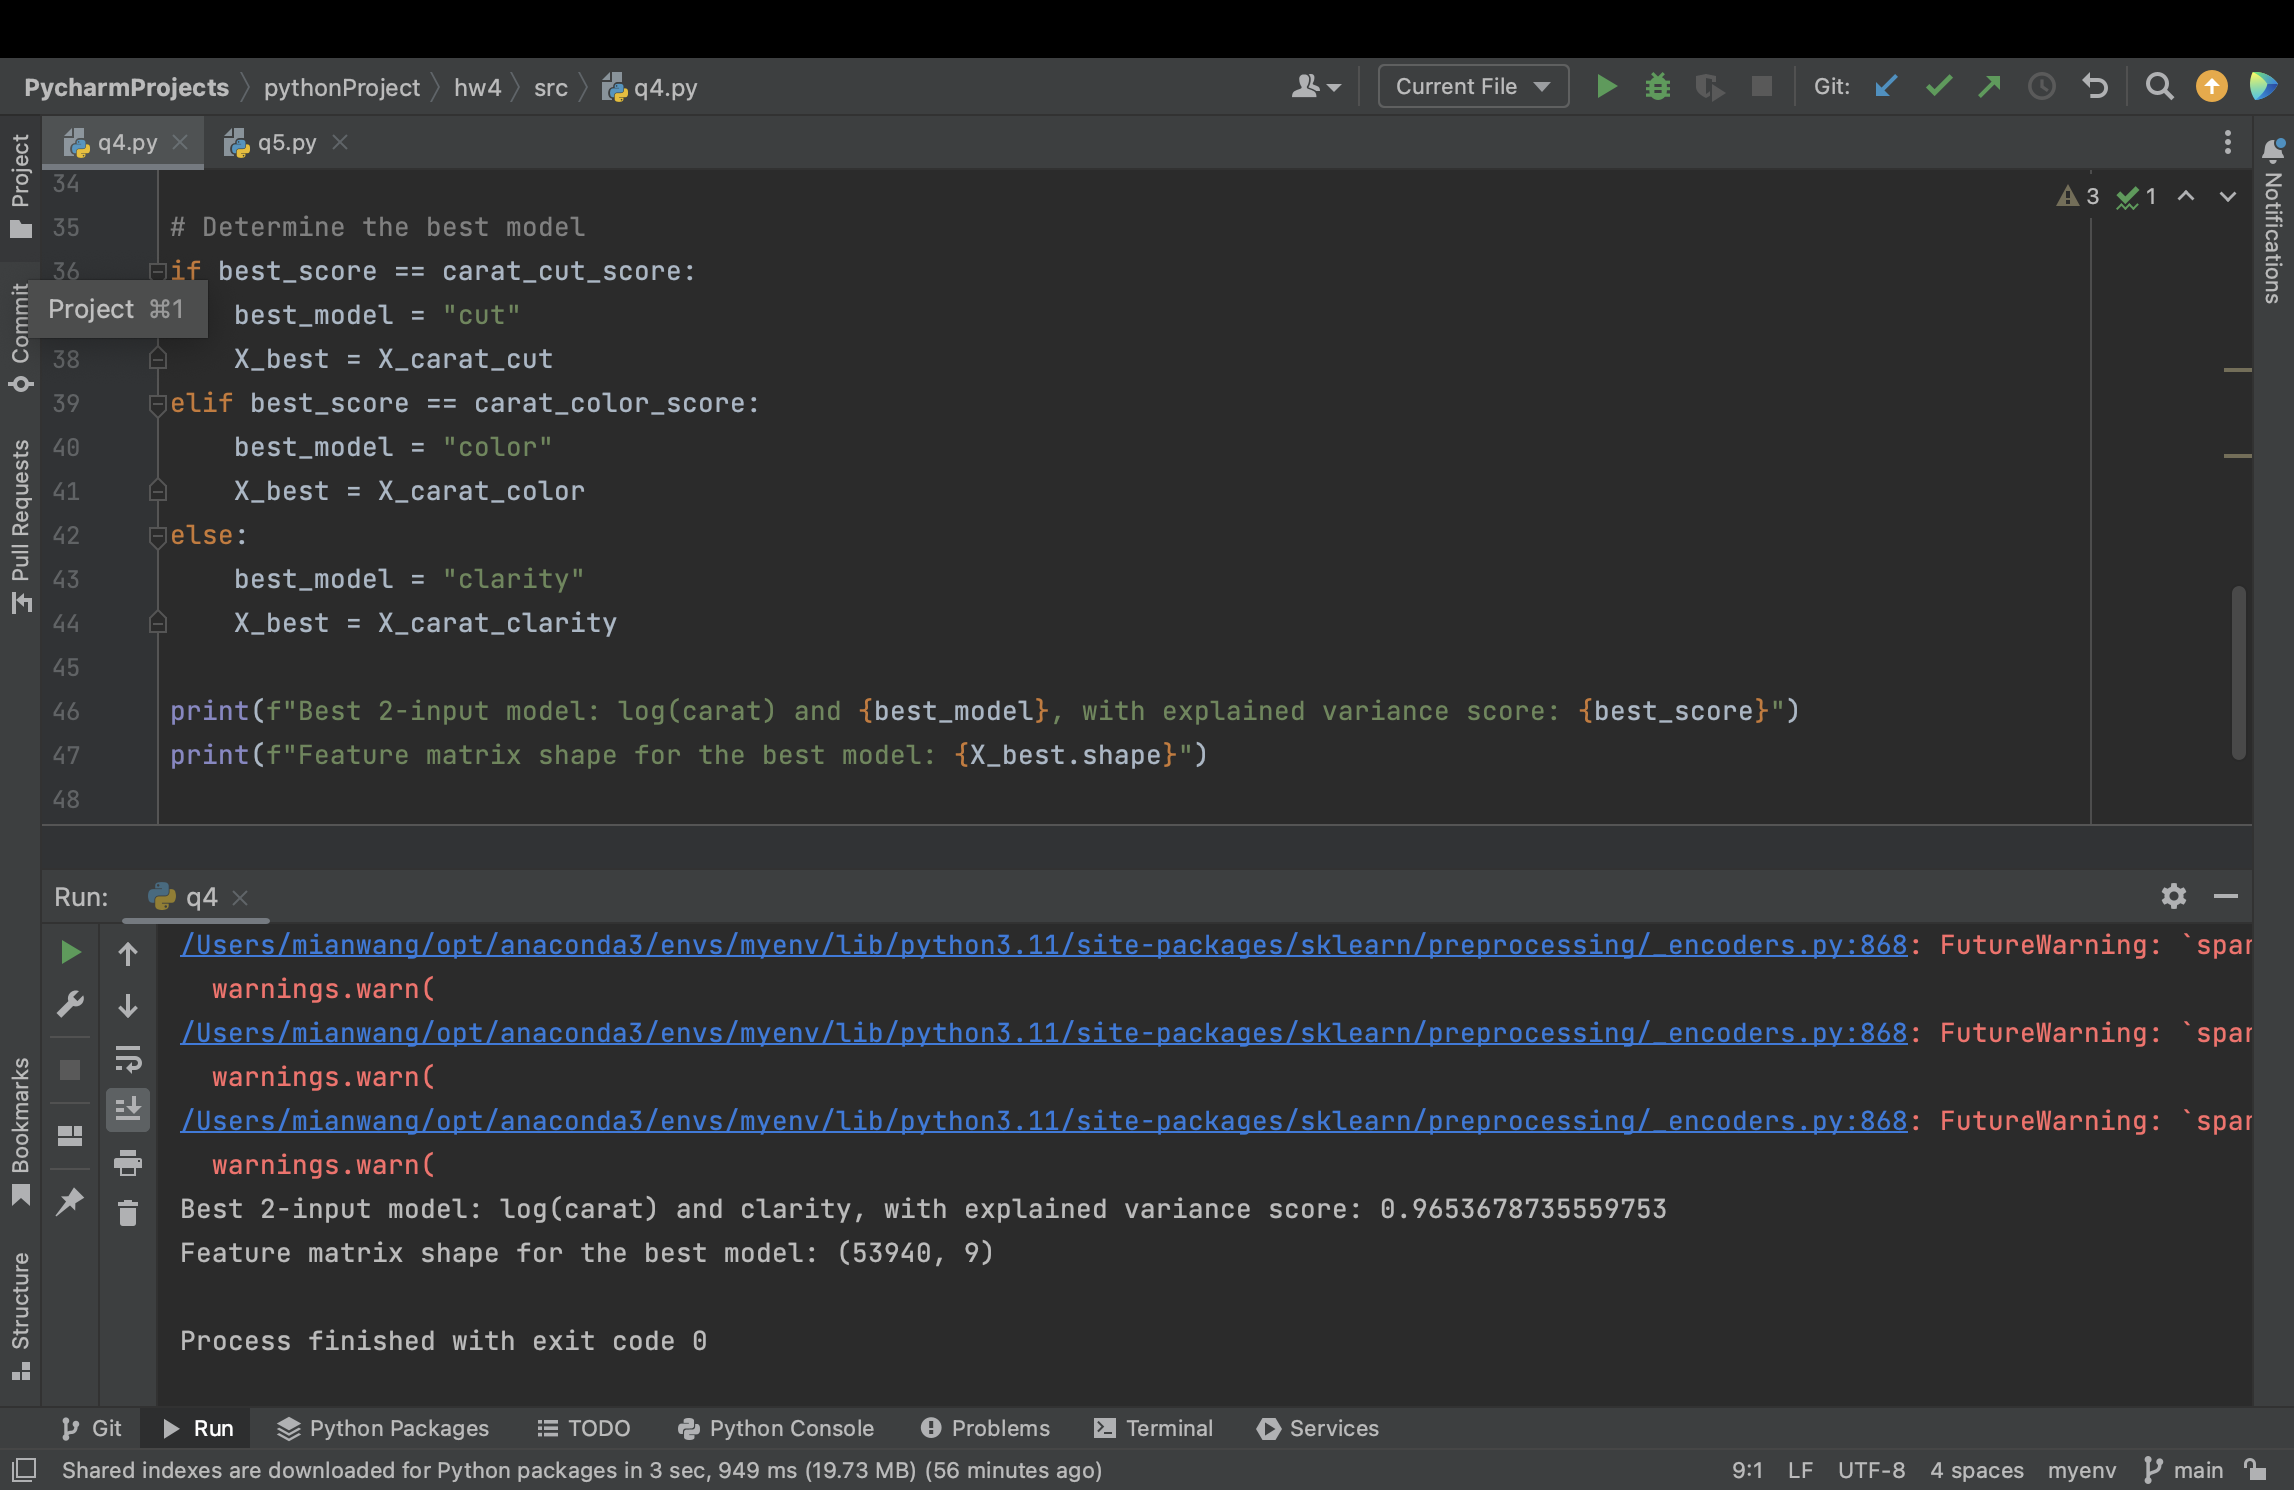 PycharmProjects pythonProject hw4 src q4.py Current File Git:
q4.py q5.py
Project
Commit
Pull Requests
Bookmarks
Structure
Notifications
Project ⌘1
3 1
34
35 # Determine the best model
36 if best_score == carat_cut_score:
best_model = "cut"
38 X_best = X_carat_cut
39 elif best_score == carat_color_score:
40 best_model = "color"
41 X_best = X_carat_color
42 else:
43 best_model = "clarity"
44 X_best = X_carat_clarity
45
46 print(f"Best 2-input model: log(carat) and {best_model}, with explained variance score: {best_score}")
47 print(f"Feature matrix shape for the best model: {X_best.shape}")
48
Run: q4
/Users/mianwang/opt/anaconda3/envs/myenv/lib/python3.11/site-packages/sklearn/preprocessing/_encoders.py:868: FutureWarning: `spar
warnings.warn(
/Users/mianwang/opt/anaconda3/envs/myenv/lib/python3.11/site-packages/sklearn/preprocessing/_encoders.py:868: FutureWarning: `spar
warnings.warn(
/Users/mianwang/opt/anaconda3/envs/myenv/lib/python3.11/site-packages/sklearn/preprocessing/_encoders.py:868: FutureWarning: `spar
warnings.warn(
Best 2-input model: log(carat) and clarity, with explained variance score: 0.9653678735559753
Feature matrix shape for the best model: (53940, 9)
Process finished with exit code 0
Git Run Python Packages TODO Python Console Problems Terminal Services
Shared indexes are downloaded for Python packages in 3 sec, 949 ms (19.73 MB) (56 minutes ago) 9:1 LF UTF-8 4 spaces myenv main